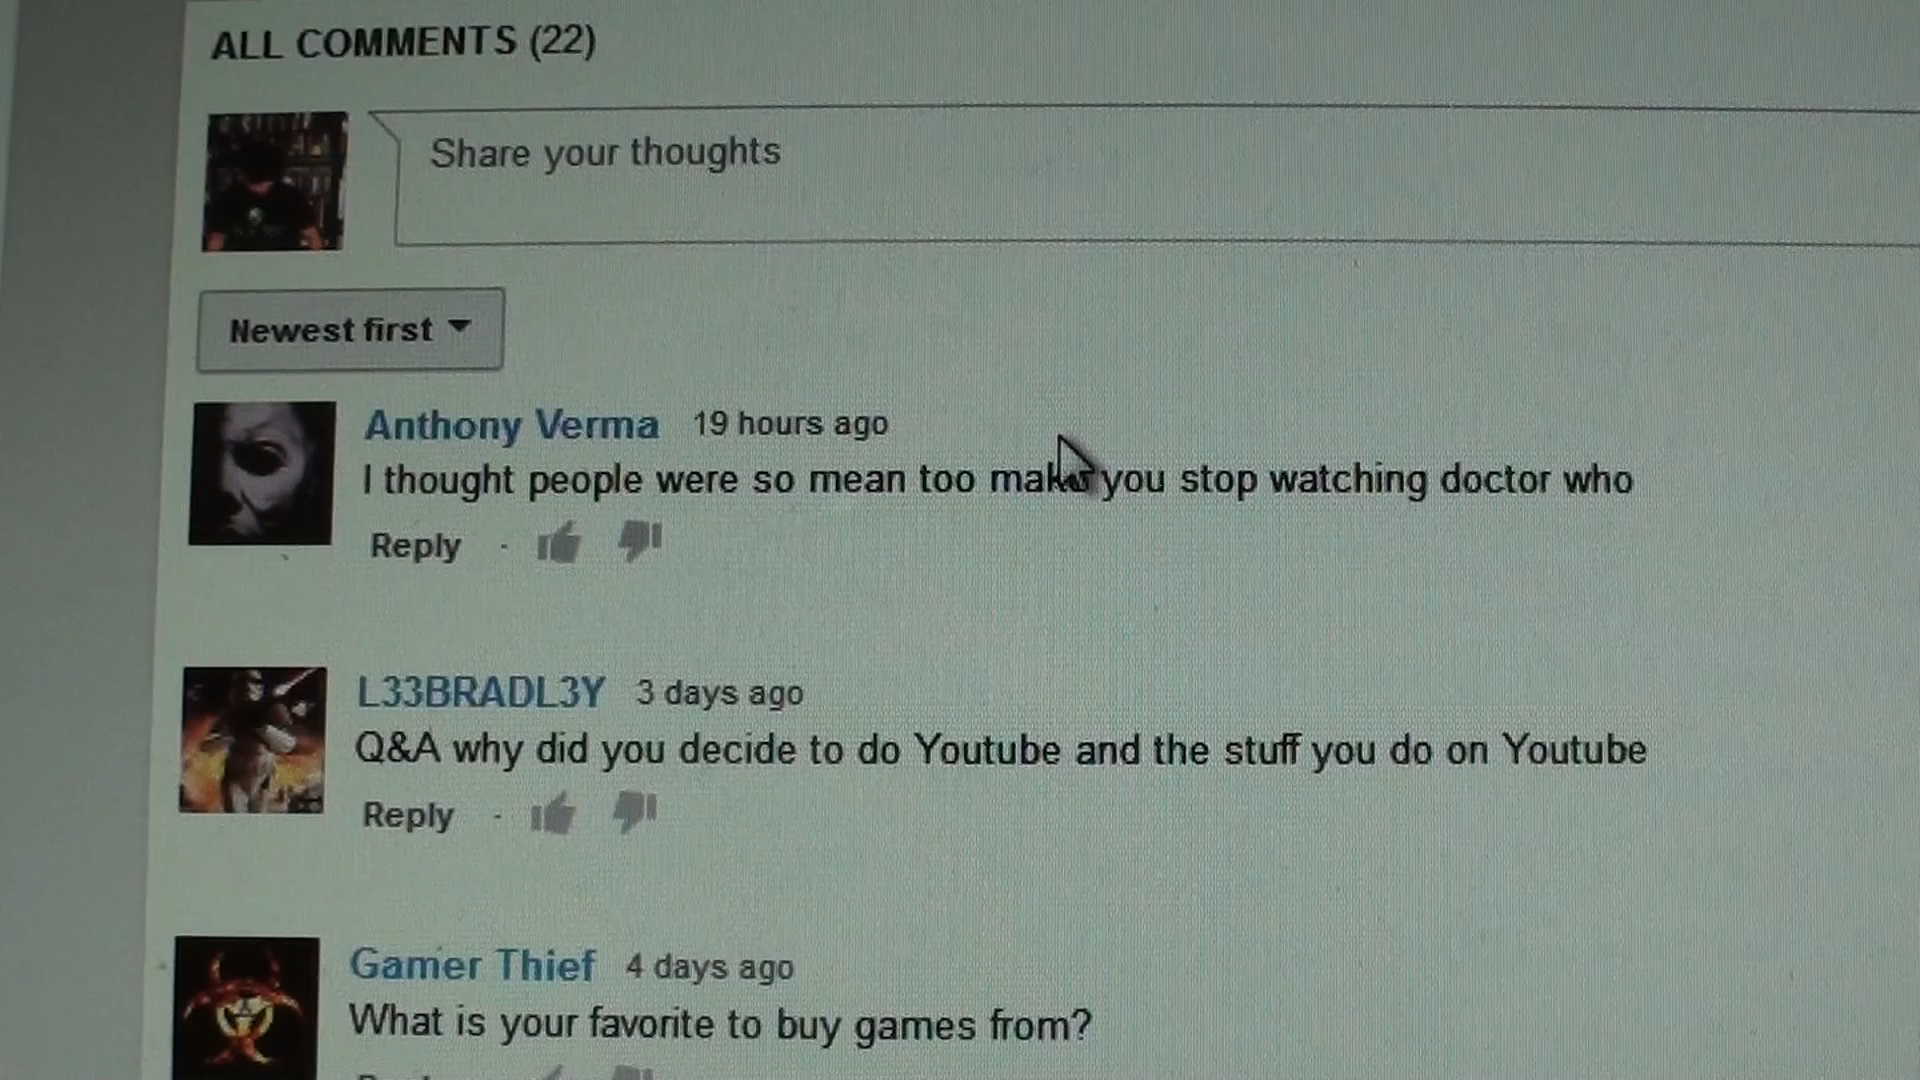 ALL COMMENTS (22)
Share your thoughts
Newest first
Anthony Verma 19 hours ago
I thought people were so mean too make you stop watching doctor who
Reply
L33BRADL3Y 3 days ago
Q&A why did you decide to do Youtube and the stuff you do on Youtube
Reply
Gamer Thief 4 days ago
What is your favorite to buy games from?